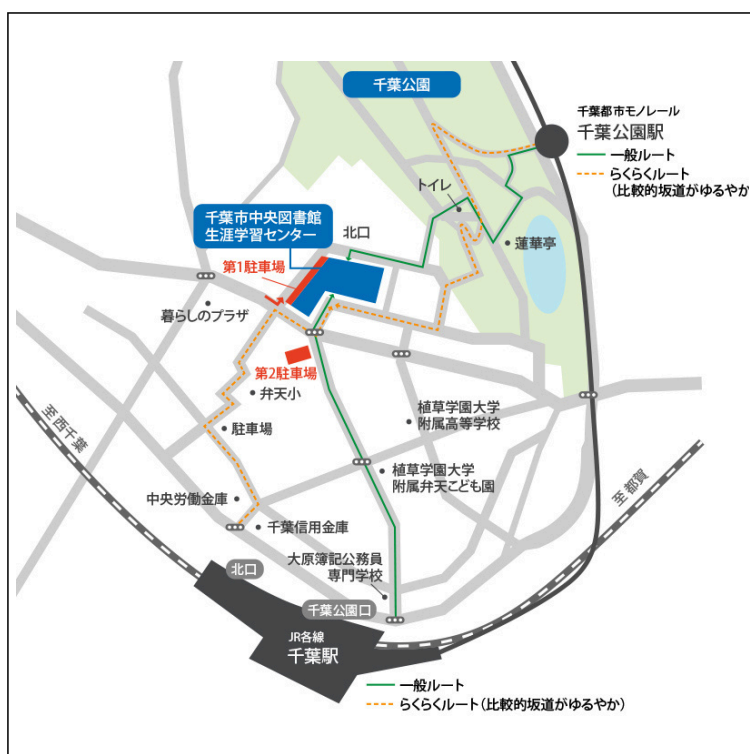 千葉公園
千葉都市モノレール
千葉公園駅
一般ルート
らくらくルート
(比較的坂道がゆるやか)
トイレ
千葉市中央図書館
生涯学習センター
北口
蓮華亭
第1駐車場
暮らしのプラザ
第2駐車場
弁天小
至西千葉
駐車場
植草学園大学
附属高等学校
植草学園大学
附属弁天こども園
至都賀
中央労働金庫
千葉信用金庫
大原簿記公務員
専門学校
北口
千葉公園口
JR各線
千葉駅
一般ルート
らくらくルート(比較的坂道がゆるやか)